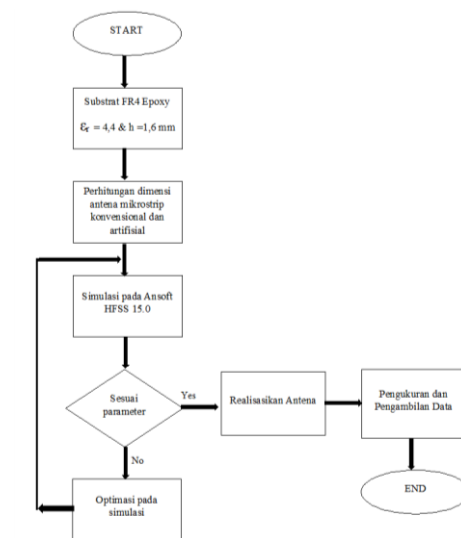 START
Substrat FR4 Epoxy
Ɛr = 4,4 & h =1,6 mm
Perhitungan dimensi
antena mikrostrip
konvensional dan
artifisial
Simulasi pada Ansoft
HFSS 15.0
Sesuai
parameter
Yes
Realisasikan Antena
Pengukuran dan
Pengambilan Data
No
Optimasi pada
simulasi
END